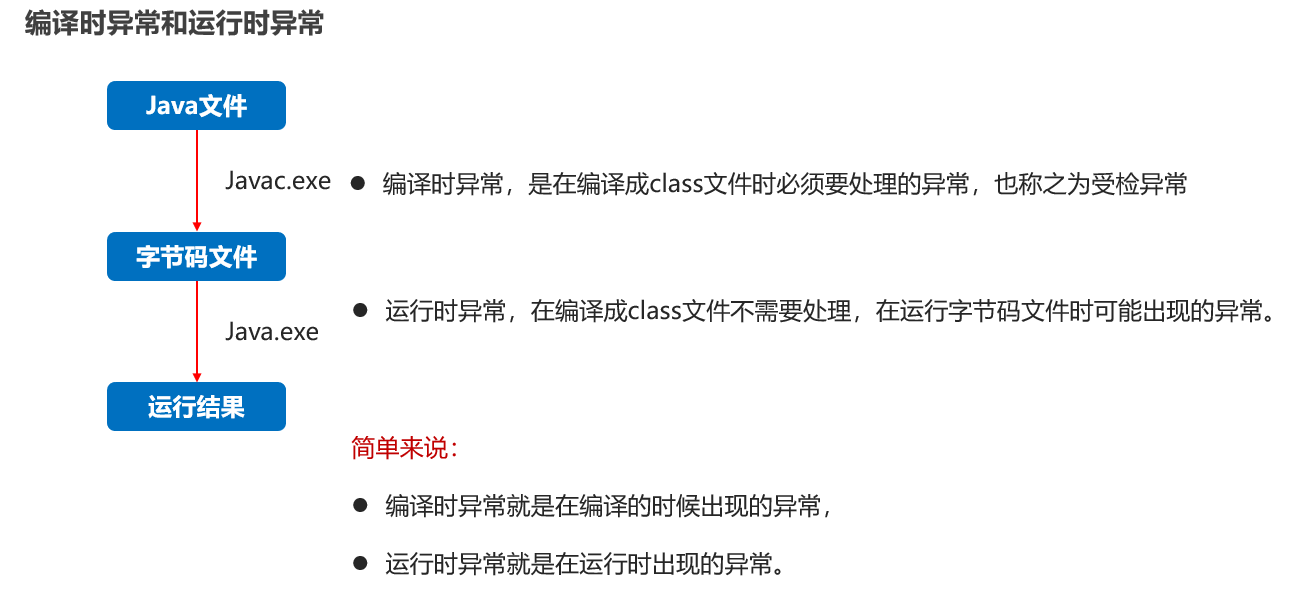 编译时异常和运行时异常
Java文件
Javac.exe
● 编译时异常，是在编译成class文件时必须要处理的异常，也称之为受检异常
字节码文件
● 运行时异常，在编译成class文件不需要处理，在运行字节码文件时可能出现的异常。
Java.exe
运行结果
简单来说：
● 编译时异常就是在编译的时候出现的异常，
● 运行时异常就是在运行时出现的异常。